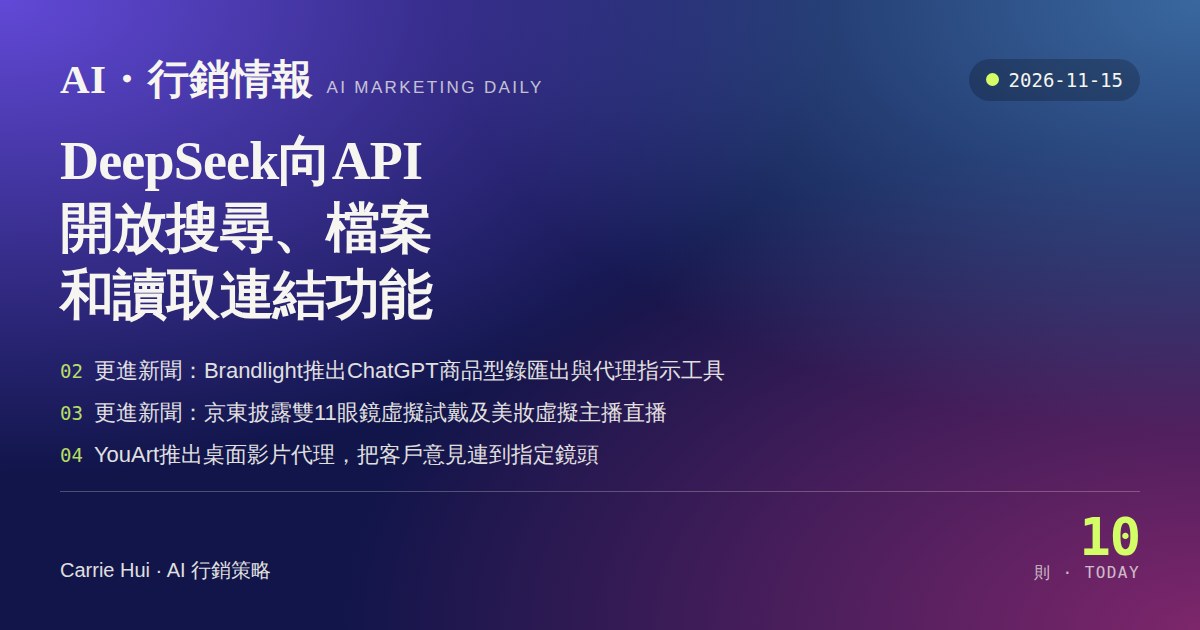 AI · 行銷情報 AI MARKETING DAILY
2026-11-15
DeepSeek向API
開放搜尋、檔案
和讀取連結功能
02 更進新聞：Brandlight推出ChatGPT商品型錄匯出與代理指示工具
03 更進新聞：京東披露雙11眼鏡虛擬試戴及美妝虛擬主播直播
04 YouArt推出桌面影片代理，把客戶意見連到指定鏡頭
10
Carrie Hui · AI 行銷策略
則 · TODAY